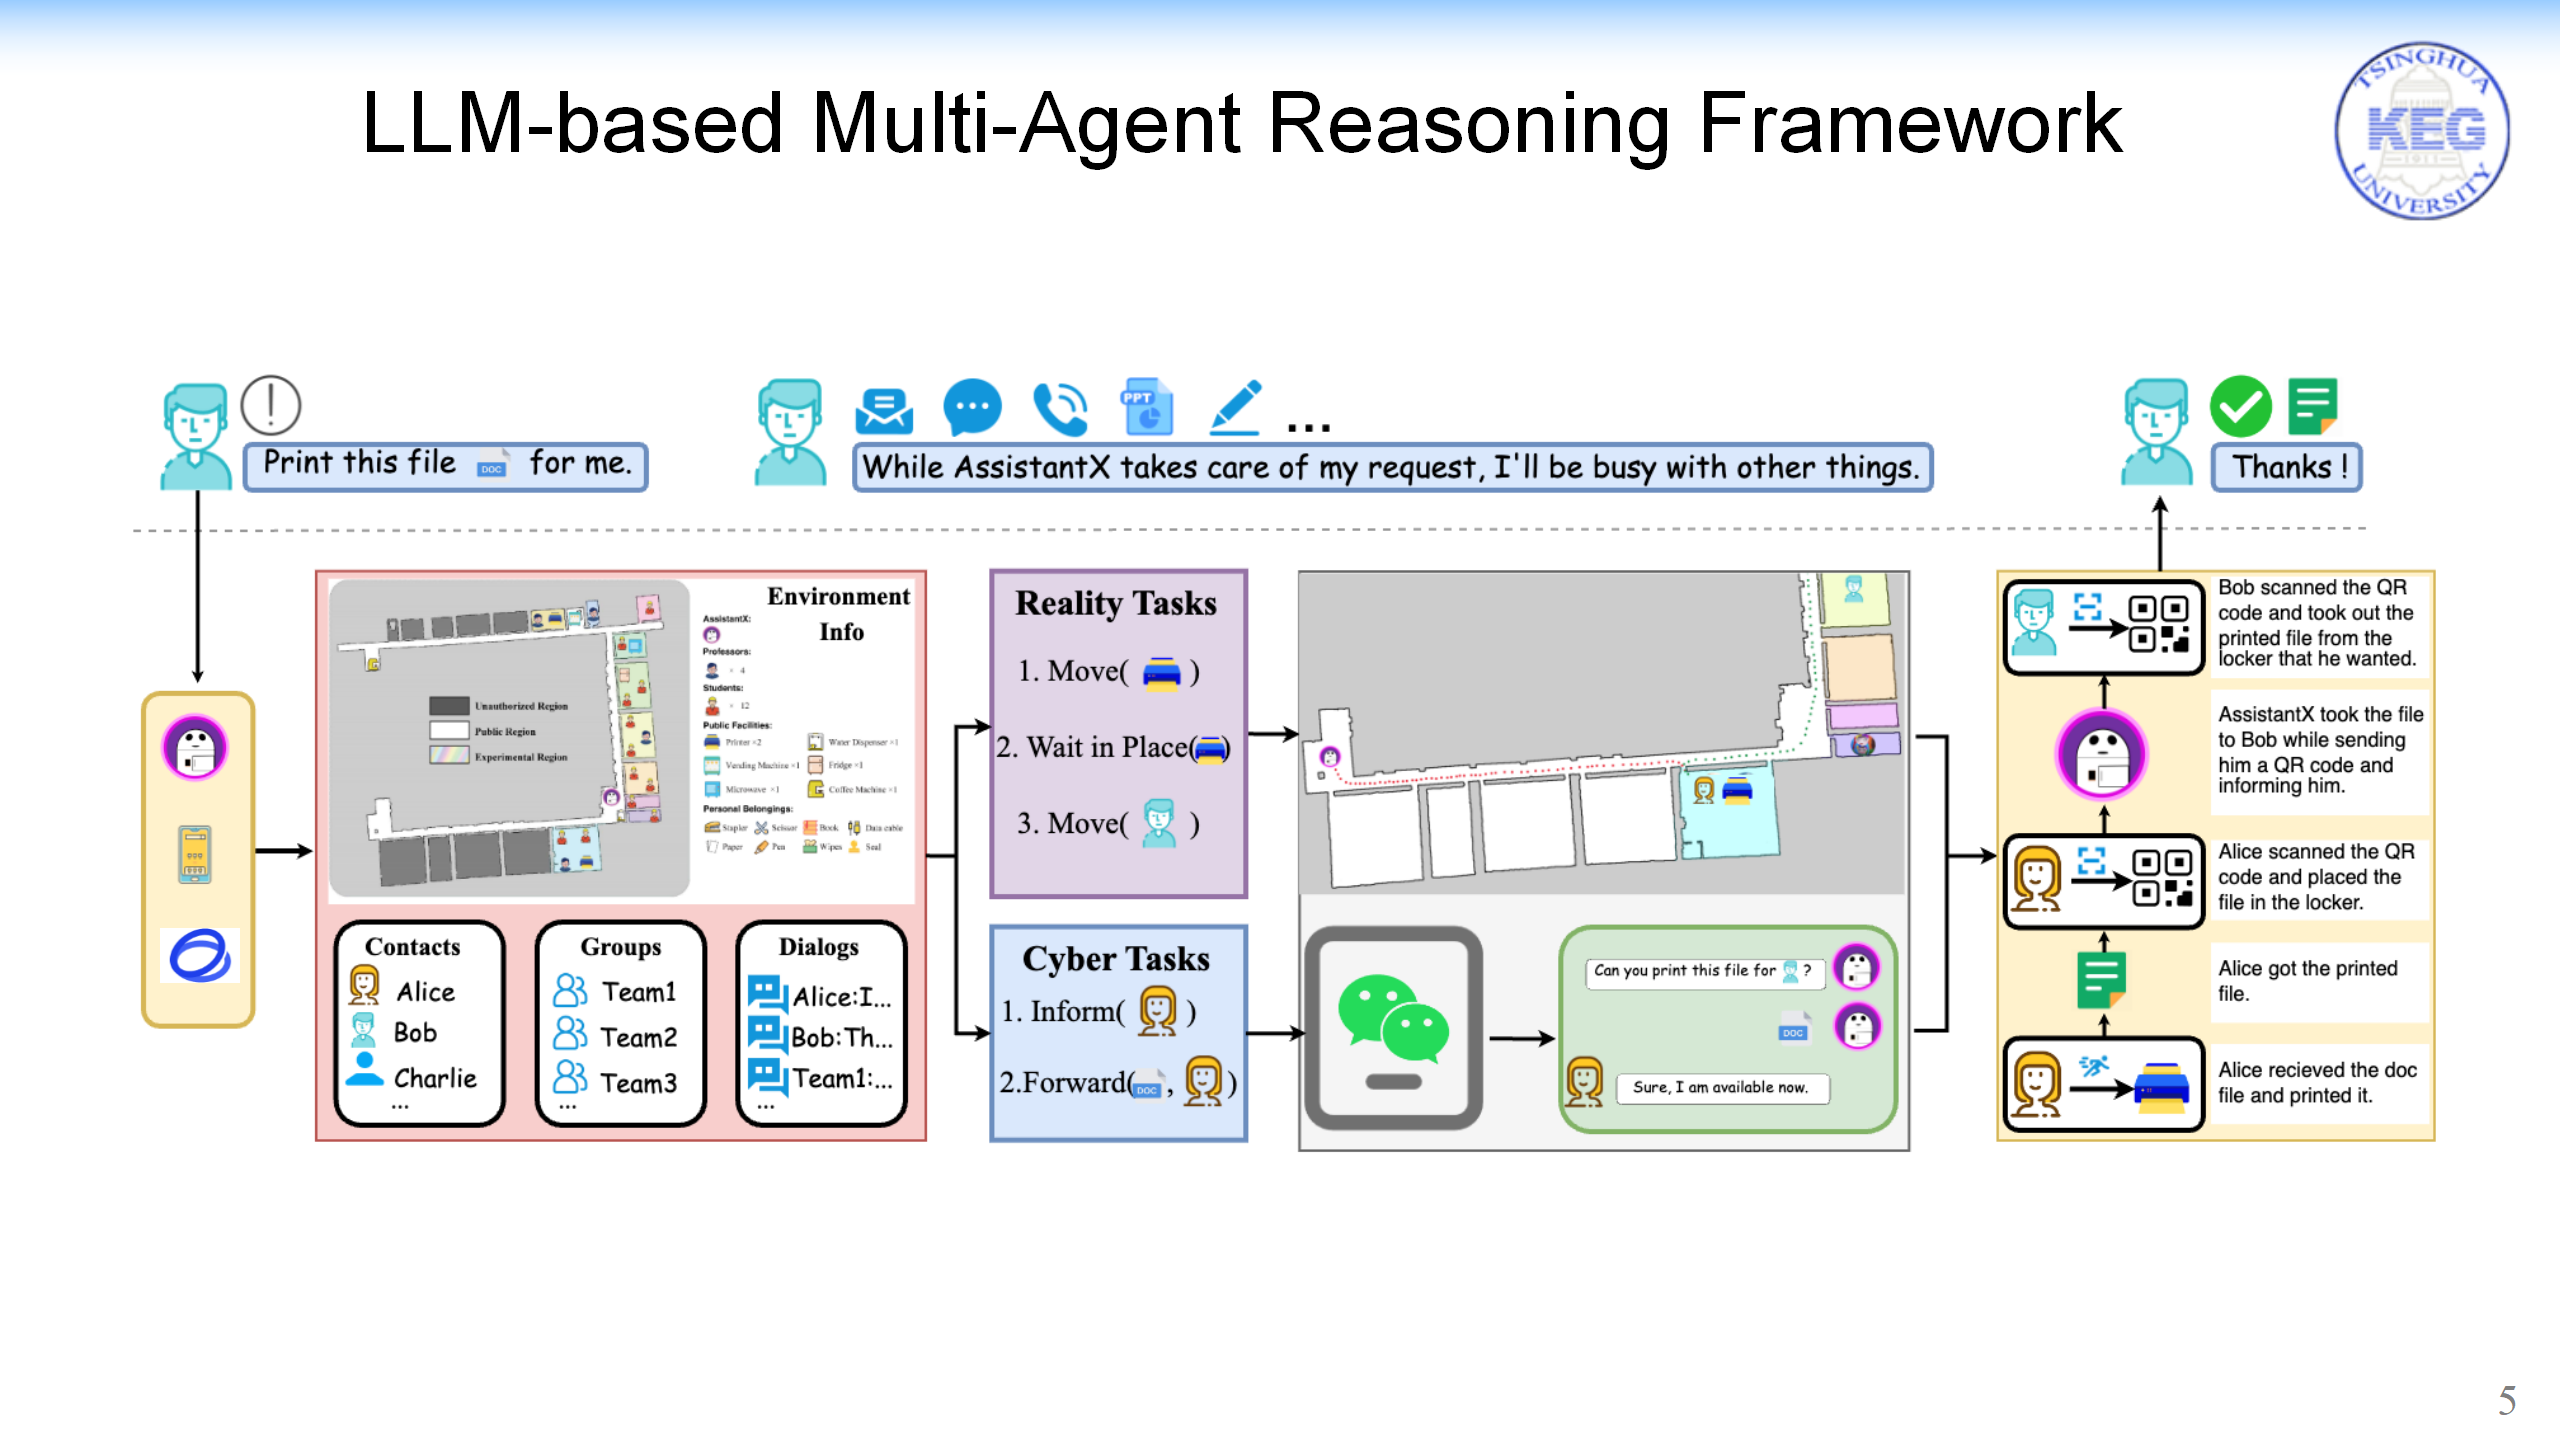 LLM-based Multi-Agent Reasoning Framework
TSINGHUA
KEG
1911
UNIVERSITY
Print this file DOC for me.
PPT
...
While AssistantX takes care of my request, I'll be busy with other things.
Thanks !
Environment
Info
AssistantX:
Professors:
× 4
Students:
× 12
Public Facilities:
Printer ×2
Water Dispenser ×1
Vending Machine ×1
Fridge ×1
Microwave ×1
Coffee Machine ×1
Personal Belongings:
Stapler
Scissor
Book
Data cable
Paper
Pen
Wipes
Seal
Unauthorized Region
Public Region
Experimental Region
Contacts
Alice
Bob
Charlie
...
Groups
Team1
Team2
Team3
...
Dialogs
Alice:I...
Bob:Th...
Team1:...
...
Reality Tasks
1. Move( )
2. Wait in Place( )
3. Move( )
Cyber Tasks
1. Inform( )
2.Forward(DOC, )
Can you print this file for ?
DOC
Sure, I am available now.
Bob scanned the QR
code and took out the
printed file from the
locker that he wanted.
AssistantX took the file
to Bob while sending
him a QR code and
informing him.
Alice scanned the QR
code and placed the
file in the locker.
Alice got the printed
file.
Alice recieved the doc
file and printed it.
5